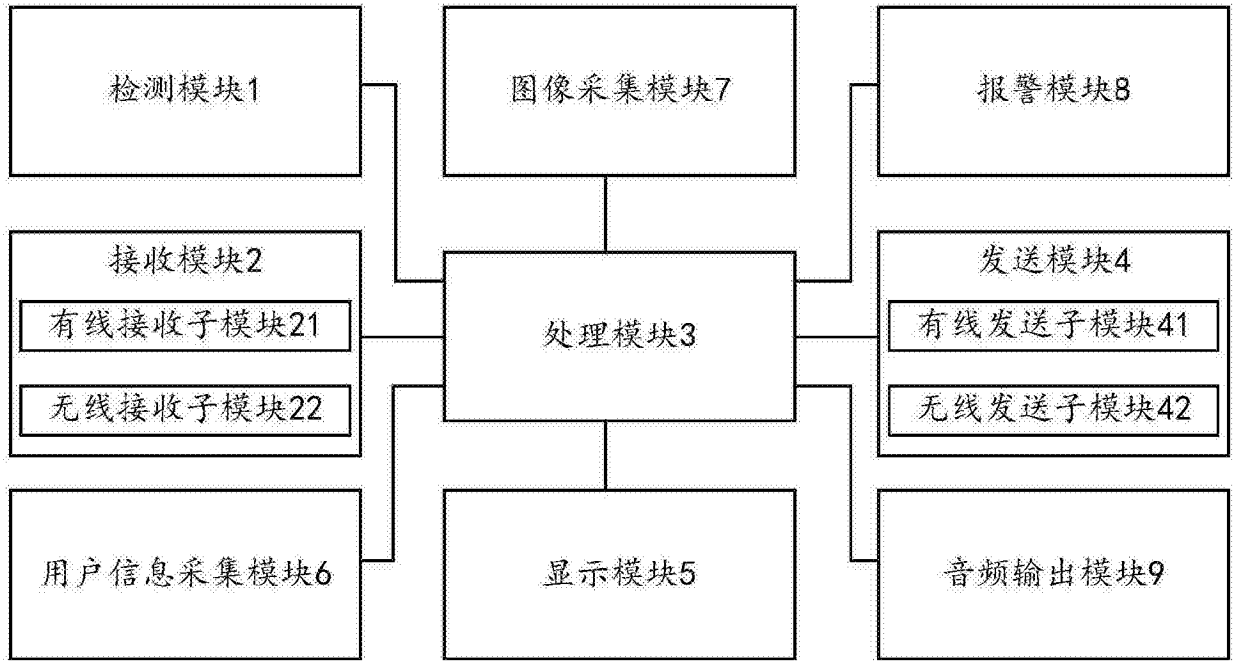 检测模块1
图像采集模块7
报警模块8
接收模块2
有线接收子模块21
无线接收子模块22
处理模块3
发送模块4
有线发送子模块41
无线发送子模块42
用户信息采集模块6
显示模块5
音频输出模块9